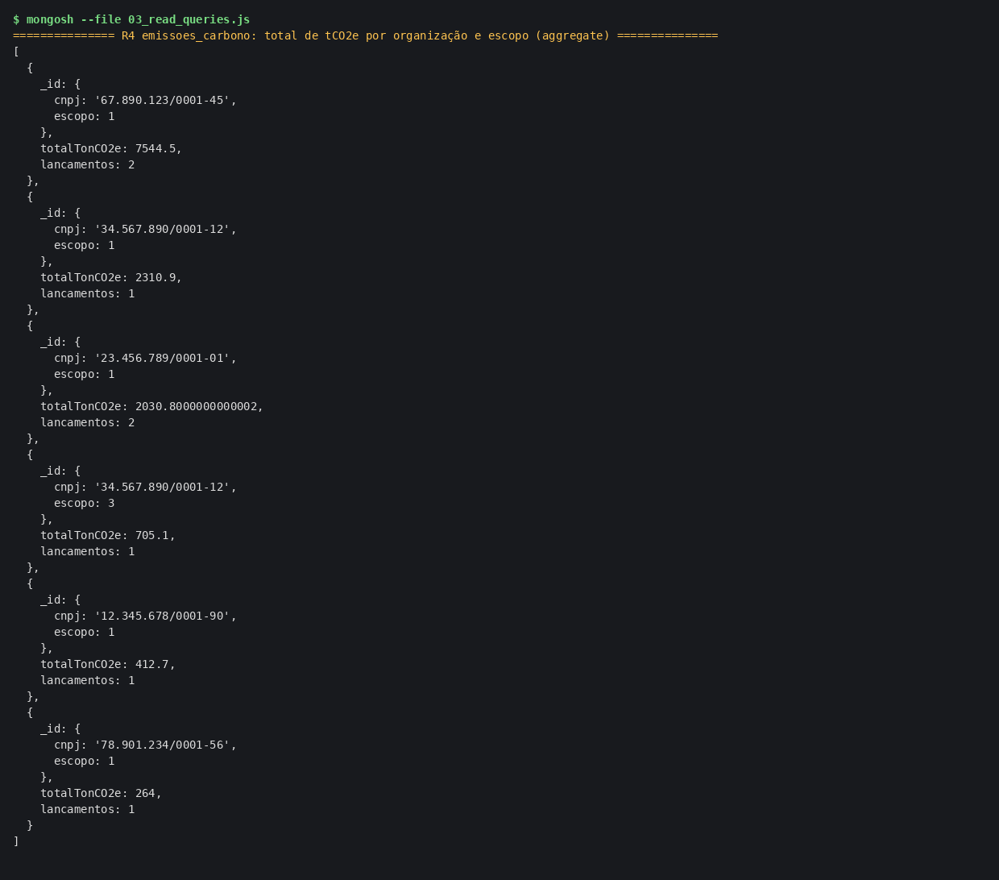 $ mongosh --file 03_read_queries.js
=============== R4 emissoes_carbono: total de tCO2e por organização e escopo (aggregate) ===============
[
  {
    _id: {
      cnpj: '67.890.123/0001-45',
      escopo: 1
    },
    totalTonCO2e: 7544.5,
    lancamentos: 2
  },
  {
    _id: {
      cnpj: '34.567.890/0001-12',
      escopo: 1
    },
    totalTonCO2e: 2310.9,
    lancamentos: 1
  },
  {
    _id: {
      cnpj: '23.456.789/0001-01',
      escopo: 1
    },
    totalTonCO2e: 2030.8000000000002,
    lancamentos: 2
  },
  {
    _id: {
      cnpj: '34.567.890/0001-12',
      escopo: 3
    },
    totalTonCO2e: 705.1,
    lancamentos: 1
  },
  {
    _id: {
      cnpj: '12.345.678/0001-90',
      escopo: 1
    },
    totalTonCO2e: 412.7,
    lancamentos: 1
  },
  {
    _id: {
      cnpj: '78.901.234/0001-56',
      escopo: 1
    },
    totalTonCO2e: 264,
    lancamentos: 1
  }
]